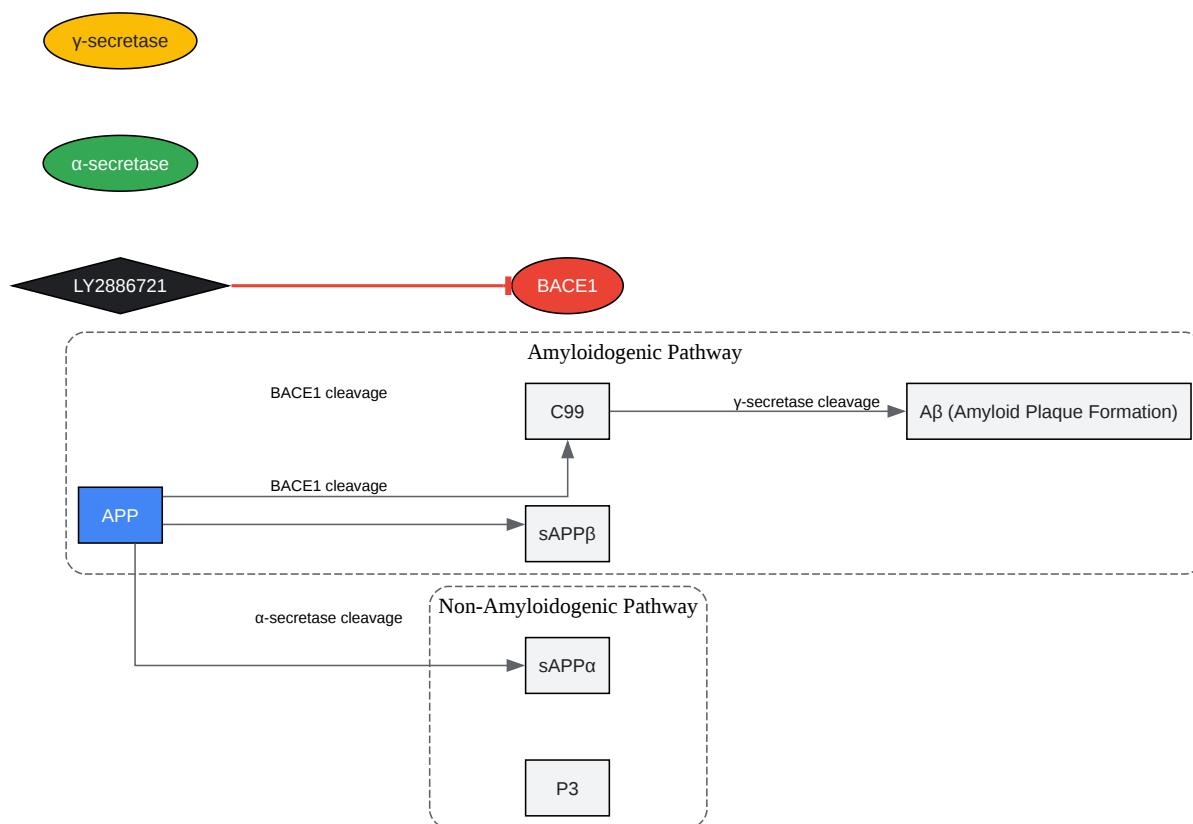 γ-secretase
α-secretase
LY2886721
BACE1
Amyloidogenic Pathway
BACE1 cleavage
C99
γ-secretase cleavage
Aβ (Amyloid Plaque Formation)
BACE1 cleavage
APP
sAPPβ
Non-Amyloidogenic Pathway
α-secretase cleavage
sAPPα
P3